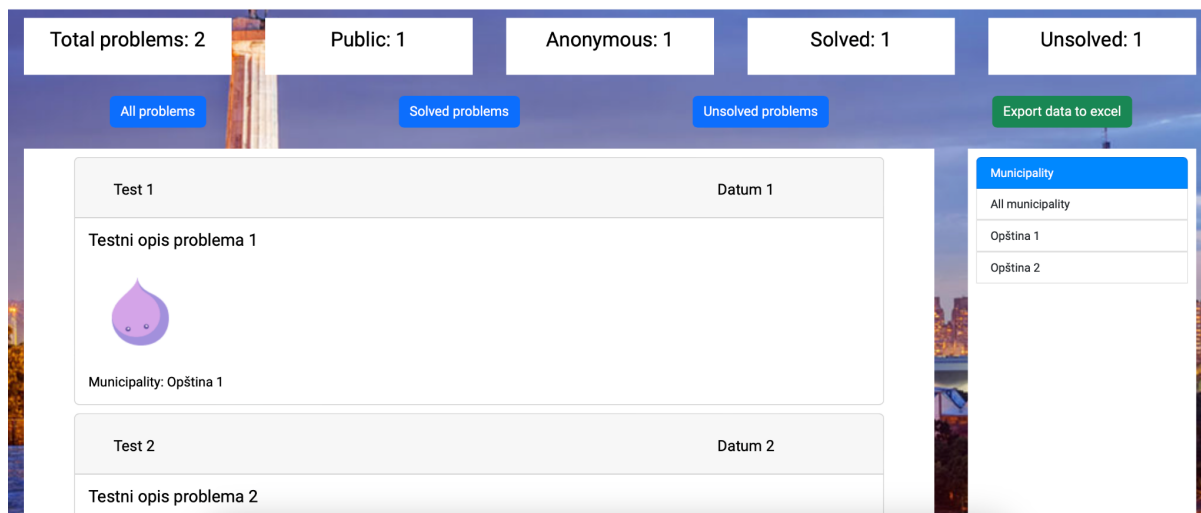 Total problems: 2
Public: 1
Anonymous: 1
Solved: 1
Unsolved: 1
All problems
Solved problems
Unsolved problems
Export data to excel
Test 1
Datum 1
Testni opis problema 1
Municipality: Opština 1
Test 2
Datum 2
Testni opis problema 2
Municipality
All municipality
Opština 1
Opština 2